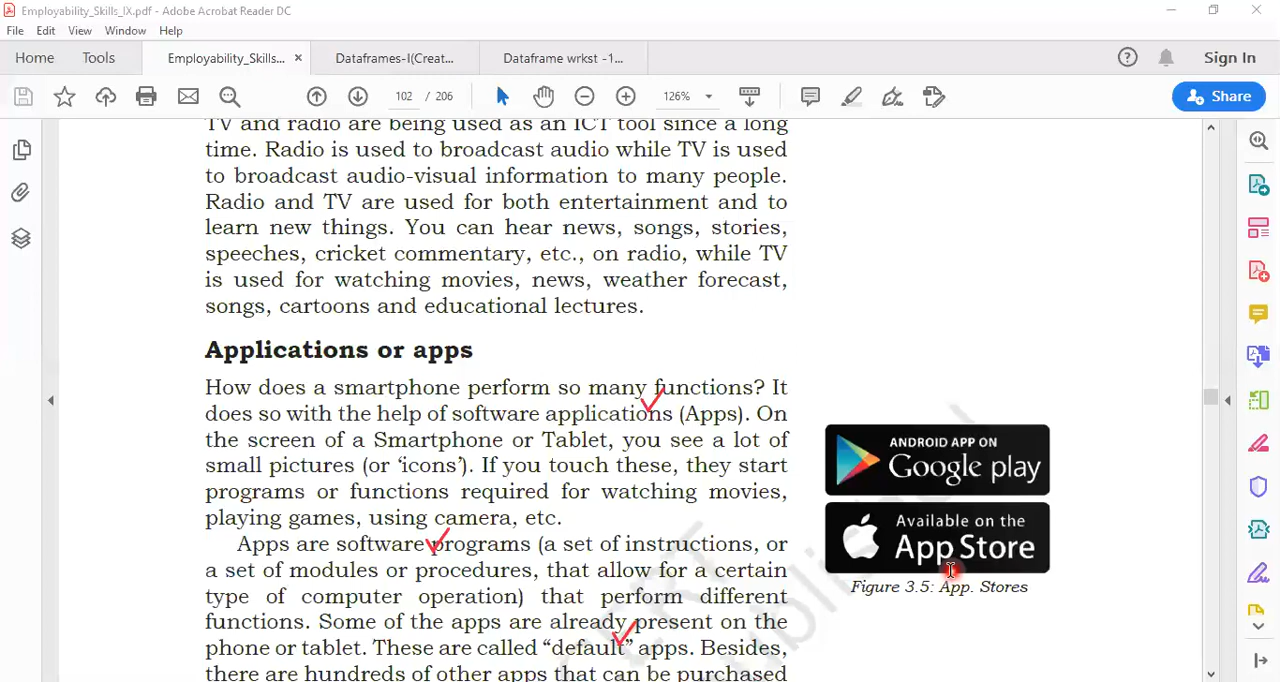 Employability_Skills_IX.pdf - Adobe Acrobat Reader DC
File Edit View Window Help
Home Tools Employability_Skills... × Dataframes-I(Creat... Dataframe wrkst -1... Sign In
102 / 206 126% Share
TV and radio are being used as an ICT tool since a long
time. Radio is used to broadcast audio while TV is used
to broadcast audio-visual information to many people.
Radio and TV are used for both entertainment and to
learn new things. You can hear news, songs, stories,
speeches, cricket commentary, etc., on radio, while TV
is used for watching movies, news, weather forecast,
songs, cartoons and educational lectures.
Applications or apps
How does a smartphone perform so many functions? It
does so with the help of software applications (Apps). On
the screen of a Smartphone or Tablet, you see a lot of
small pictures (or ‘icons’). If you touch these, they start
programs or functions required for watching movies,
playing games, using camera, etc.
Apps are software programs (a set of instructions, or
a set of modules or procedures, that allow for a certain
type of computer operation) that perform different
functions. Some of the apps are already present on the
phone or tablet. These are called “default” apps. Besides,
there are hundreds of other apps that can be purchased
ANDROID APP ON
Google play
Available on the
App Store
Figure 3.5: App. Stores